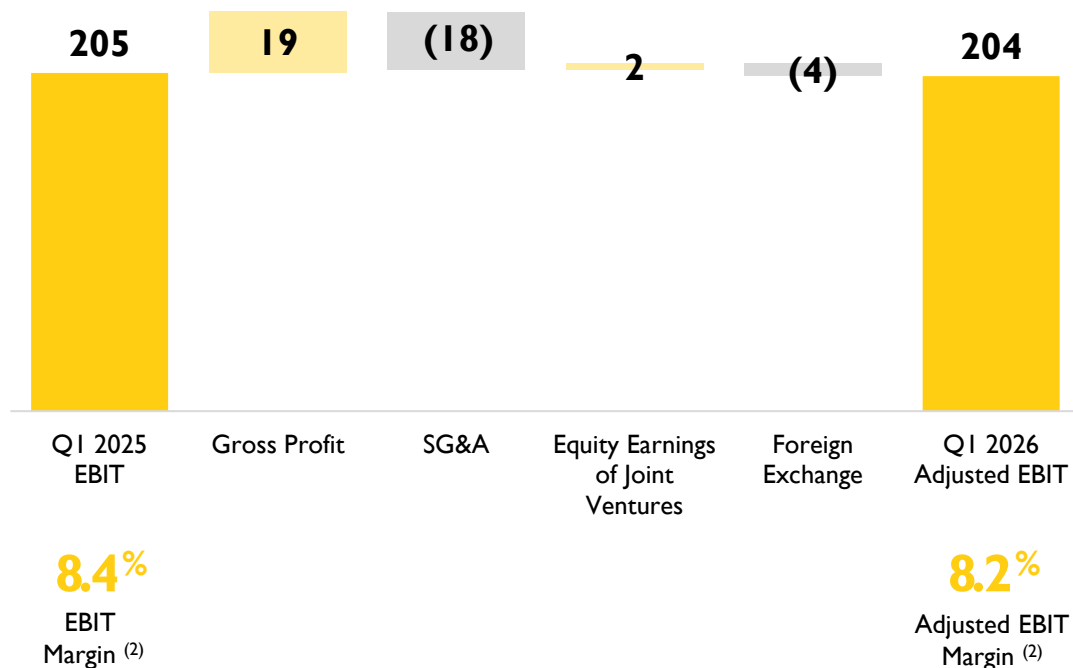 205
19
(18)
2
(4)
204
Q1 2025
EBIT
Gross Profit
SG&A
Equity Earnings
of Joint
Ventures
Foreign
Exchange
Q1 2026
Adjusted EBIT
8.4%
EBIT
Margin (2)
8.2%
Adjusted EBIT
Margin (2)